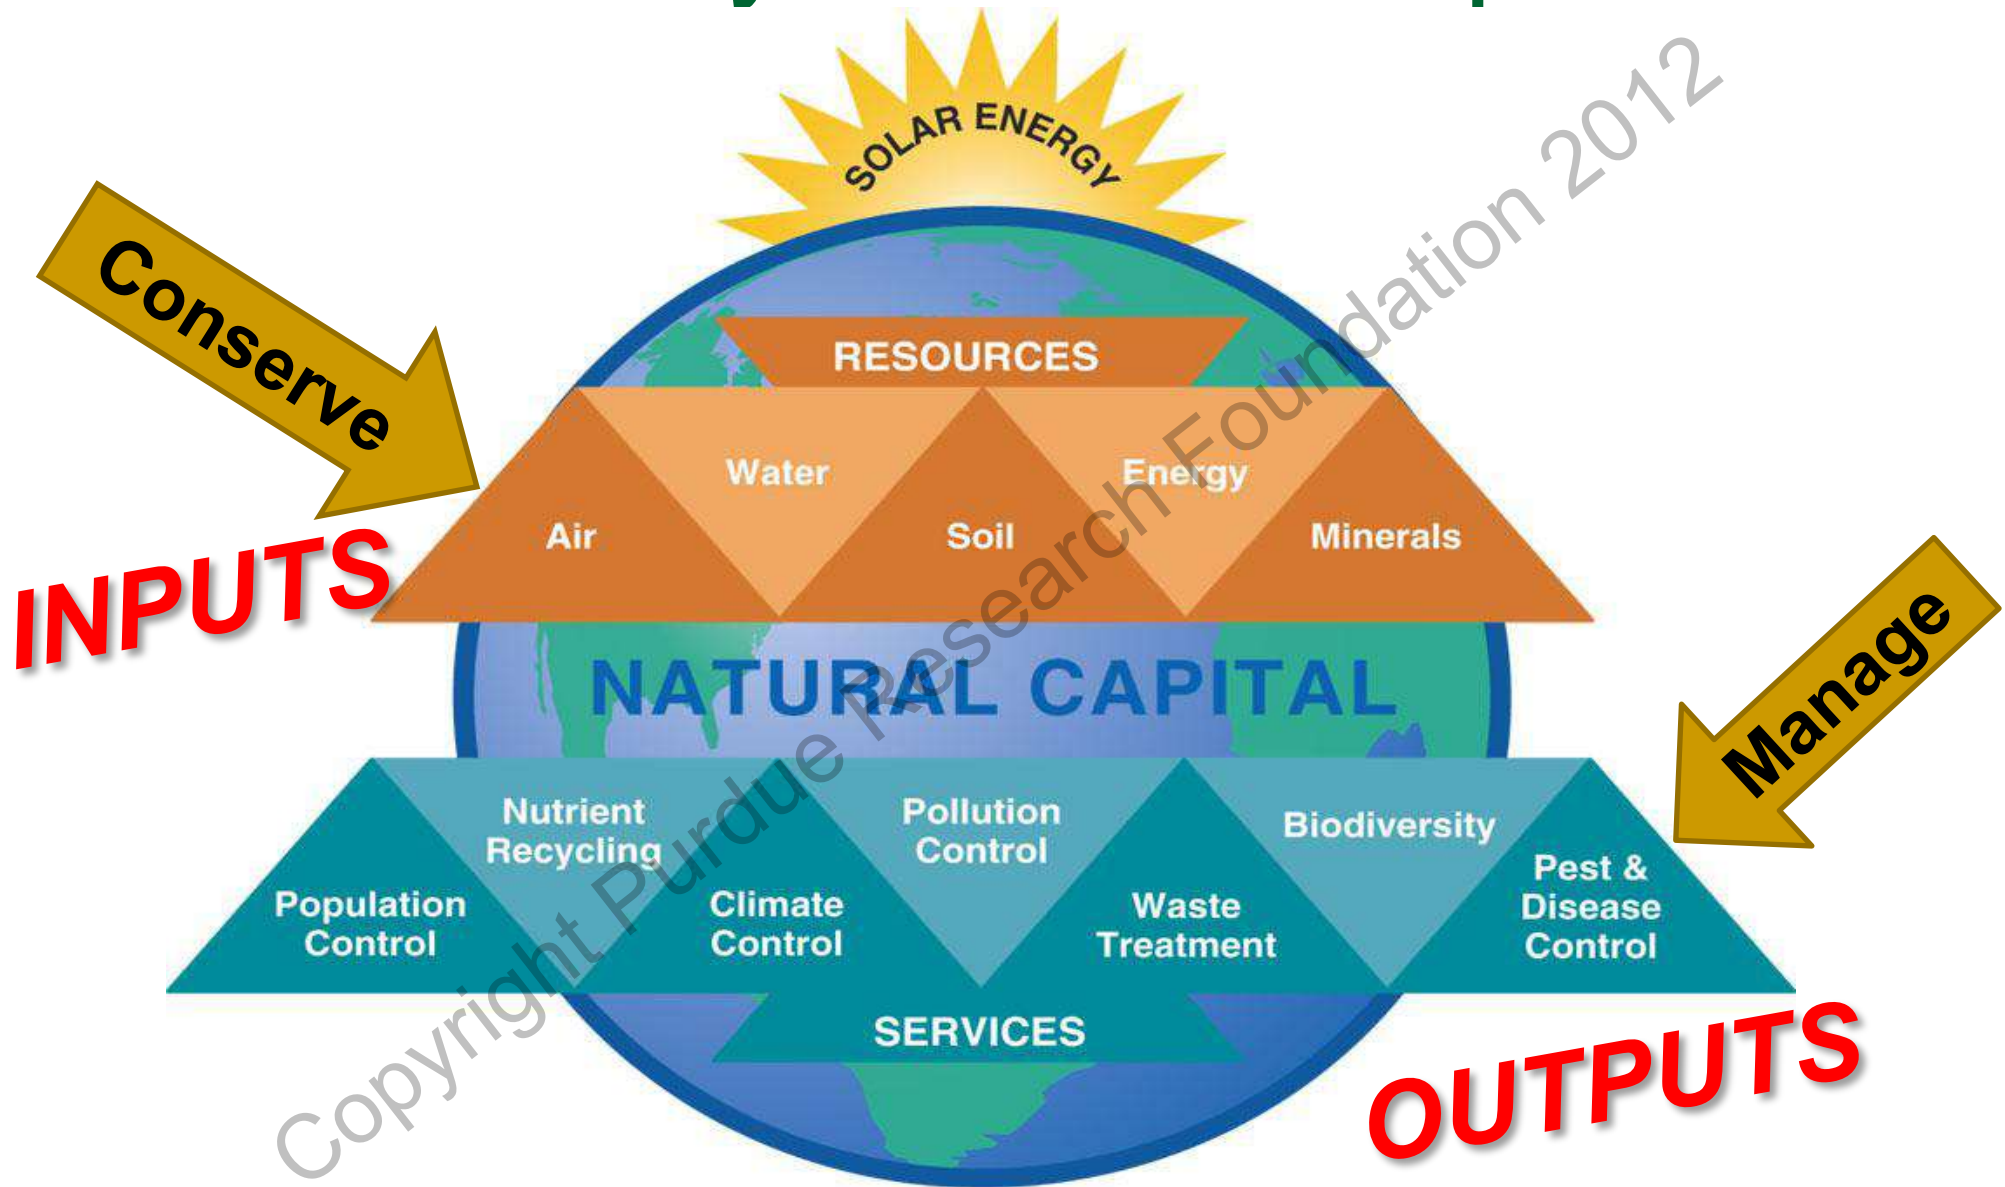 SOLAR ENERGY
Conserve
RESOURCES
Water
Energy
Air
Soil
Minerals
INPUTS
NATURAL CAPITAL
Manage
Nutrient
Recycling
Pollution
Control
Biodiversity
Population
Control
Climate
Control
Waste
Treatment
Pest &
Disease
Control
SERVICES
OUTPUTS
Copyright Purdue Research Foundation 2012